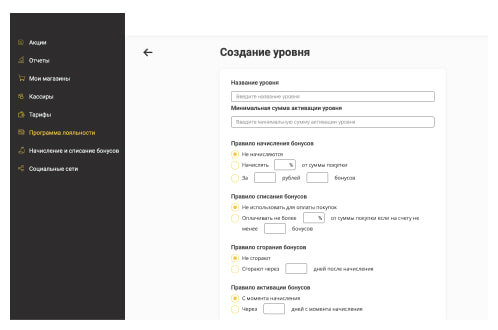 Акции
Отчеты
Мои магазины
Кассиры
Тарифы
Программа лояльности
Начисление и списание бонусов
Социальные сети
Создание уровня
Название уровня
Введите название уровня
Минимальная сумма активации уровня
Введите минимальную сумму активации уровня
Правило начисления бонусов
Не начисляются
Начислять % от суммы покупки
За рублей бонусов
Правило списания бонусов
Не использовать для оплаты покупок
Оплачивать не более % от суммы покупки если на счету не
менее бонусов
Правило сгорания бонусов
Не сгорают
Сгорают через дней после начисления
Правило активации бонусов
С момента начисления
Через дней с момента начисления